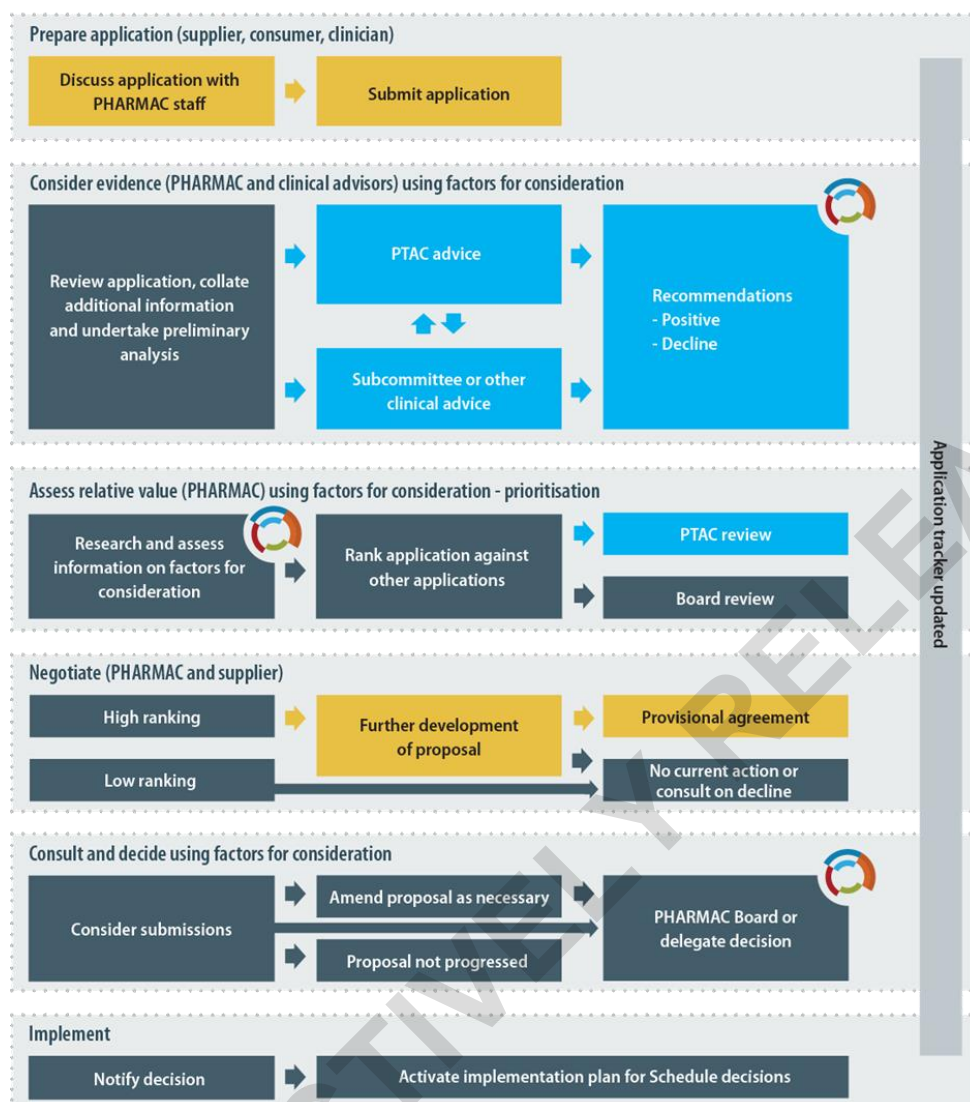 Prepare application (supplier, consumer, clinician)
Discuss application with
PHARMAC staff
Submit application
Consider evidence (PHARMAC and clinical advisors) using factors for consideration
Review application, collate
additional information
and undertake preliminary
analysis
PTAC advice
Subcommittee or other
clinical advice
Recommendations
- Positive
- Decline
Assess relative value (PHARMAC) using factors for consideration - prioritisation
Research and assess
information on factors for
consideration
Rank application against
other applications
PTAC review
Board review
Negotiate (PHARMAC and supplier)
High ranking
Low ranking
Further development
of proposal
Provisional agreement
No current action or
consult on decline
Consult and decide using factors for consideration
Consider submissions
Amend proposal as necessary
Proposal not progressed
PHARMAC Board or
delegate decision
Implement
Notify decision
Activate implementation plan for Schedule decisions
Application tracker updated